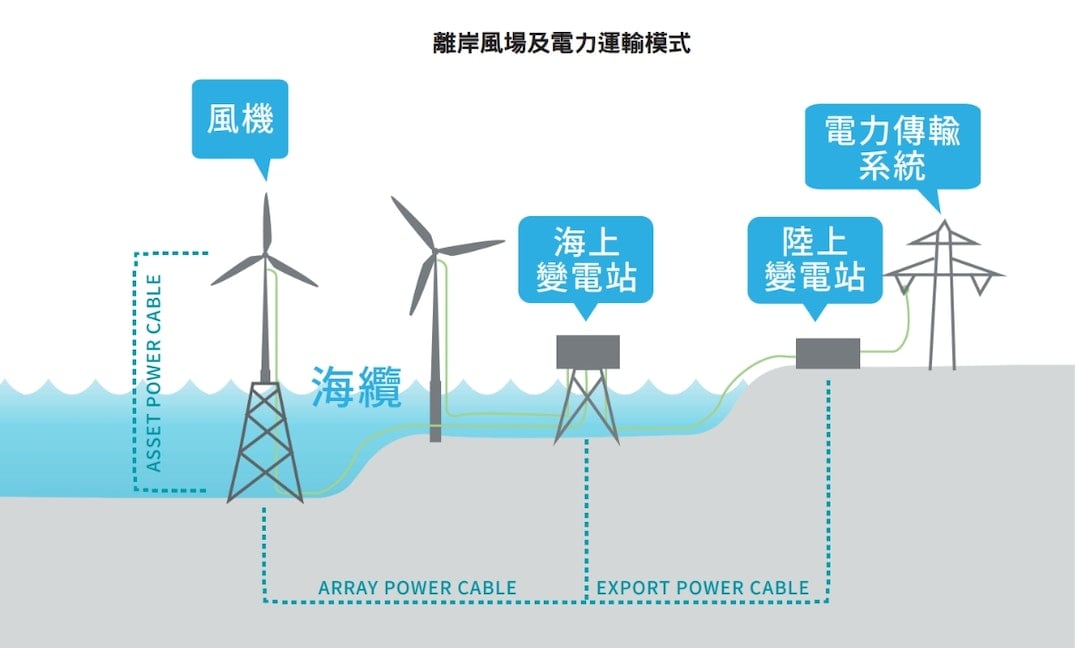 離岸風場及電力運輸模式
風機
電力傳輸
系統
海上
變電站
陸上
變電站
ASSET POWER CABLE
海纜
ARRAY POWER CABLE
EXPORT POWER CABLE